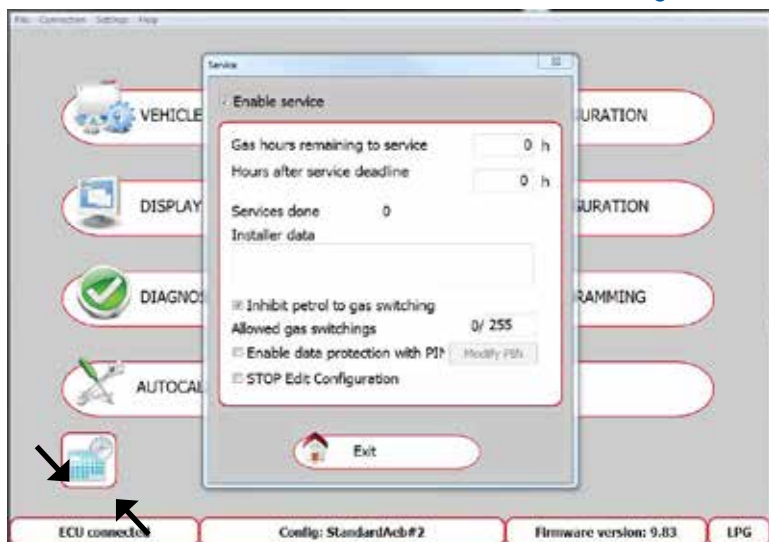 File Connection Settings Help
Service
Enable service
VEHICLE
URATION
Gas hours remaining to service 0 h
Hours after service deadline 0 h
DISPLAY
URATION
Services done 0
Installer data
DIAGNOS
RAMMING
Inhibit petrol to gas switching
Allowed gas switchings 0/ 255
Enable data protection with PIN Modify PIN
STOP Edit Configuration
AUTOCAL
Exit
ECU connected Config: StandardAeb#2 Firmware version: 9.83 LPG